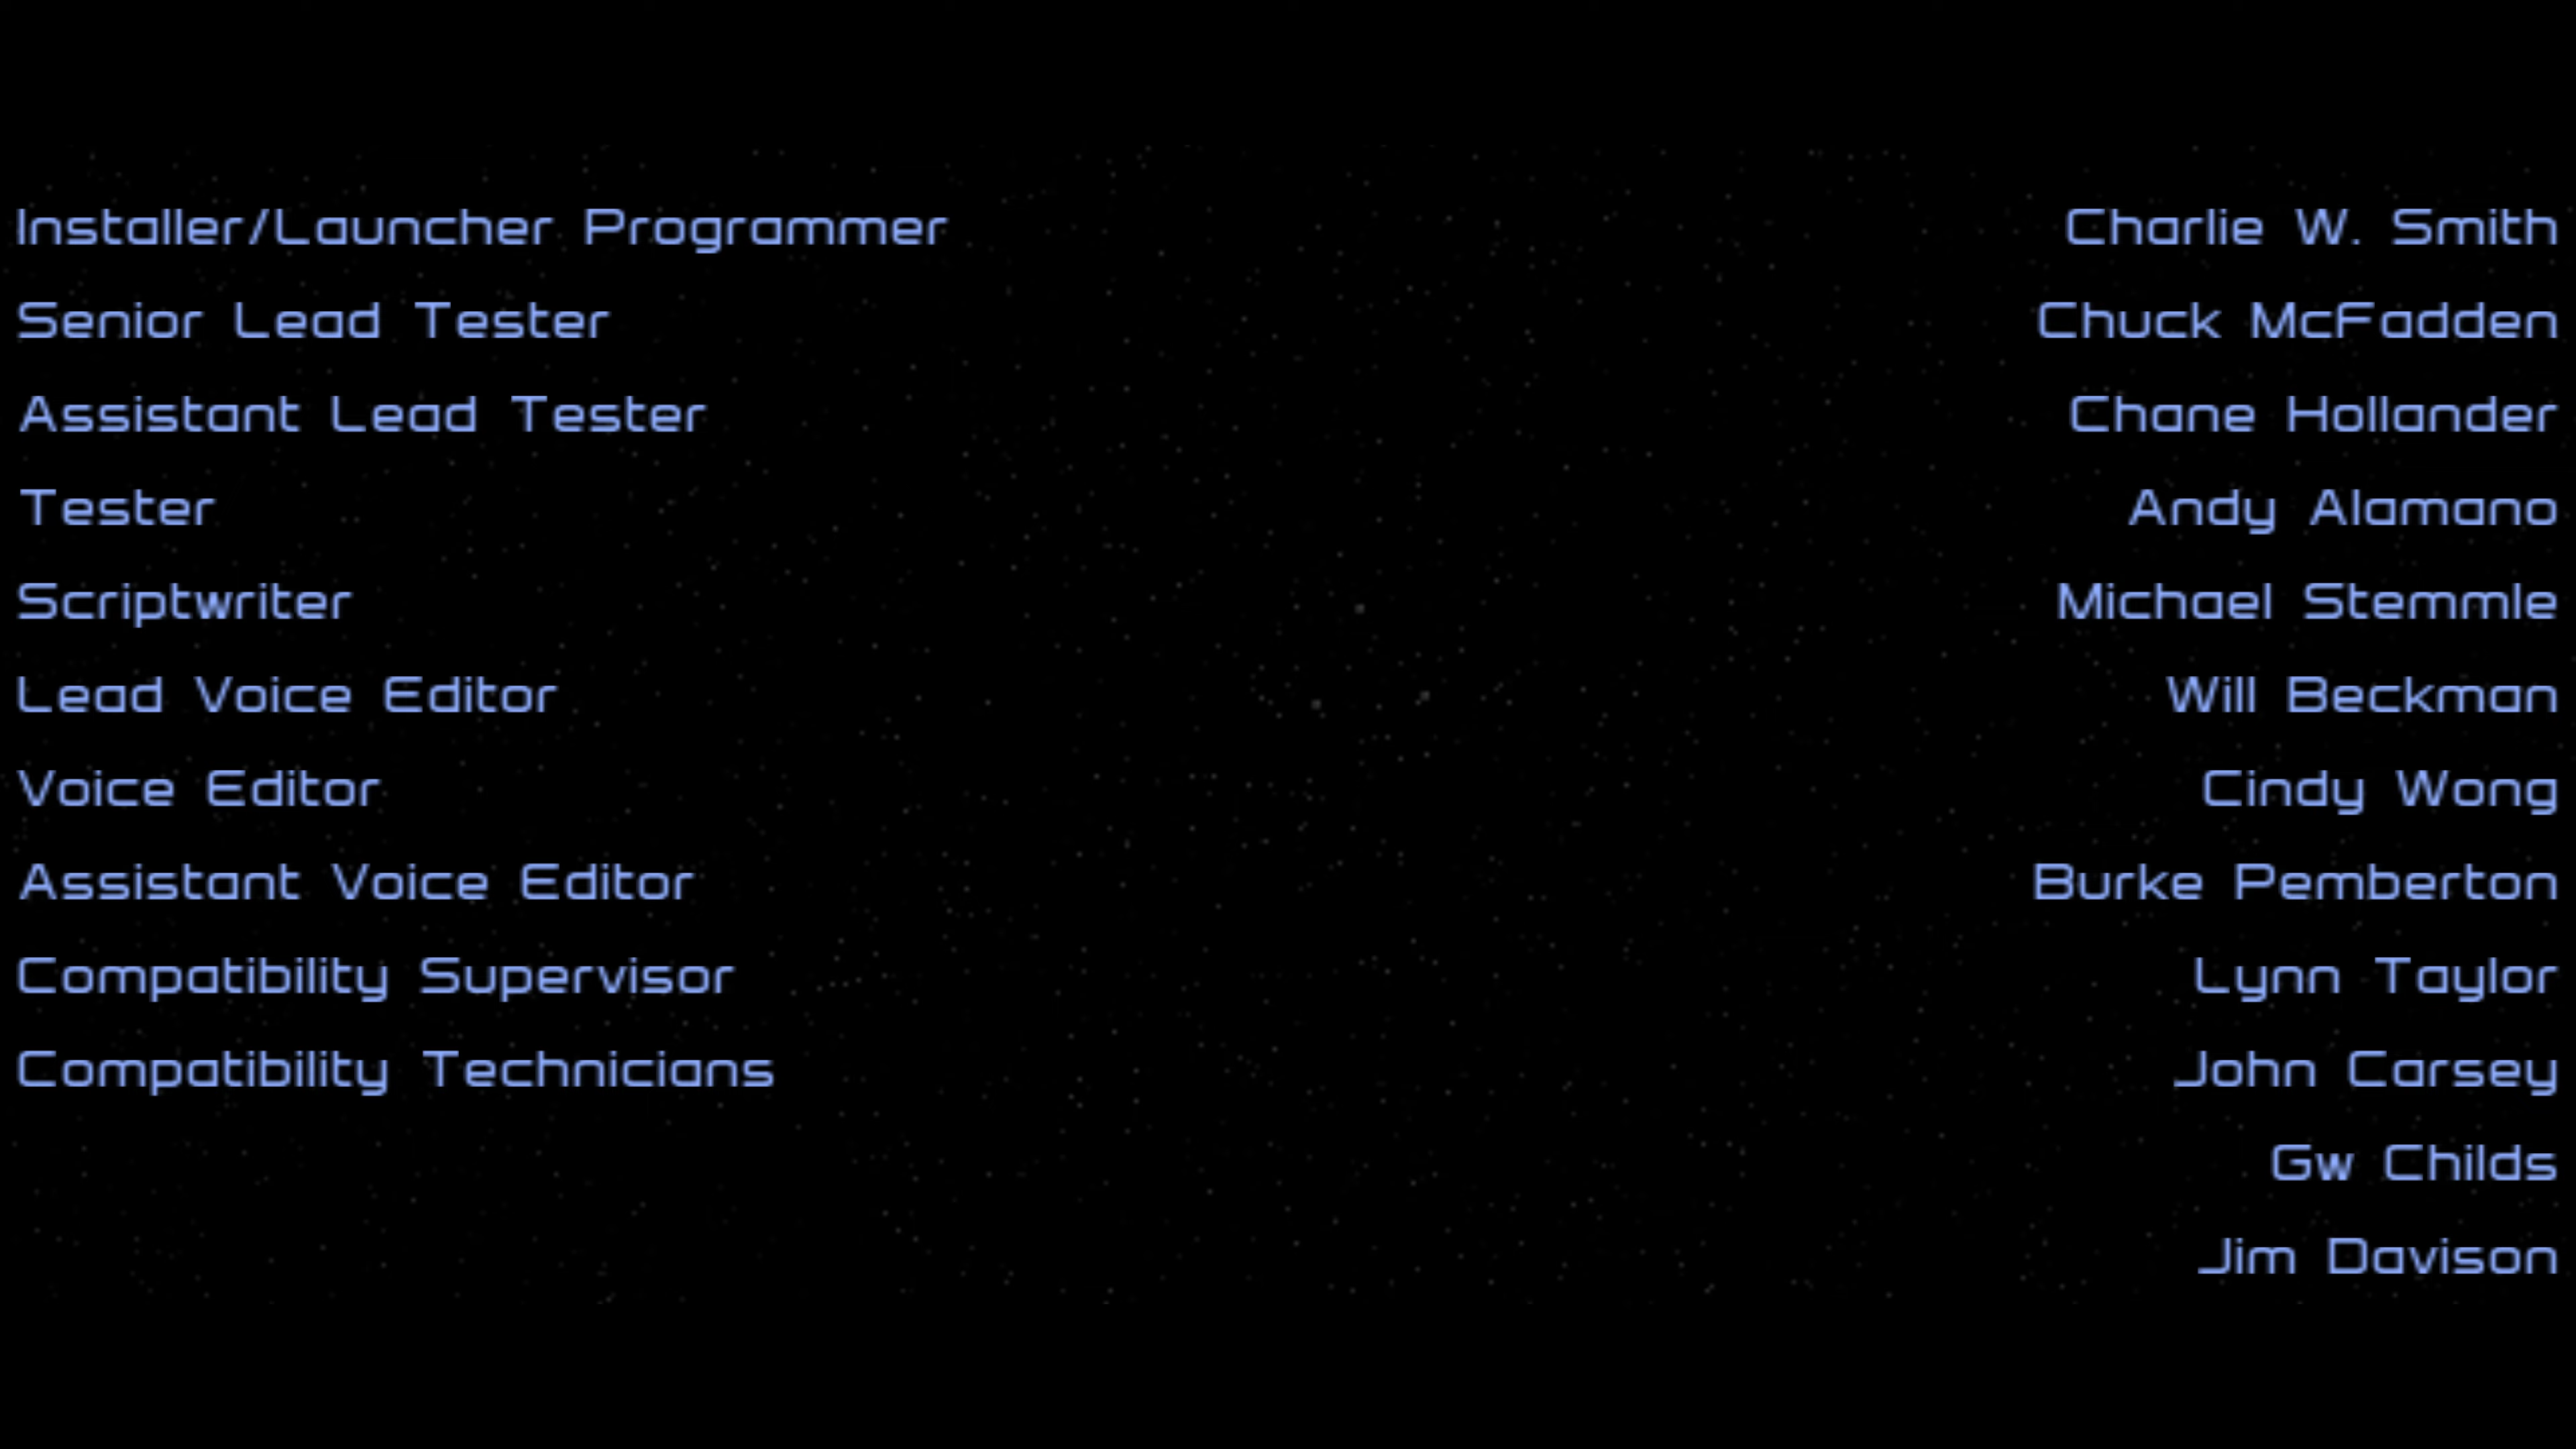 Installer/Launcher Programmer Charlie W. Smith
Senior Lead Tester Chuck McFadden
Assistant Lead Tester Chane Hollander
Tester Andy Alamano
Scriptwriter Michael Stemmle
Lead Voice Editor Will Beckman
Voice Editor Cindy Wong
Assistant Voice Editor Burke Pemberton
Compatibility Supervisor Lynn Taylor
Compatibility Technicians John Carsey
Gw Childs
Jim Davison